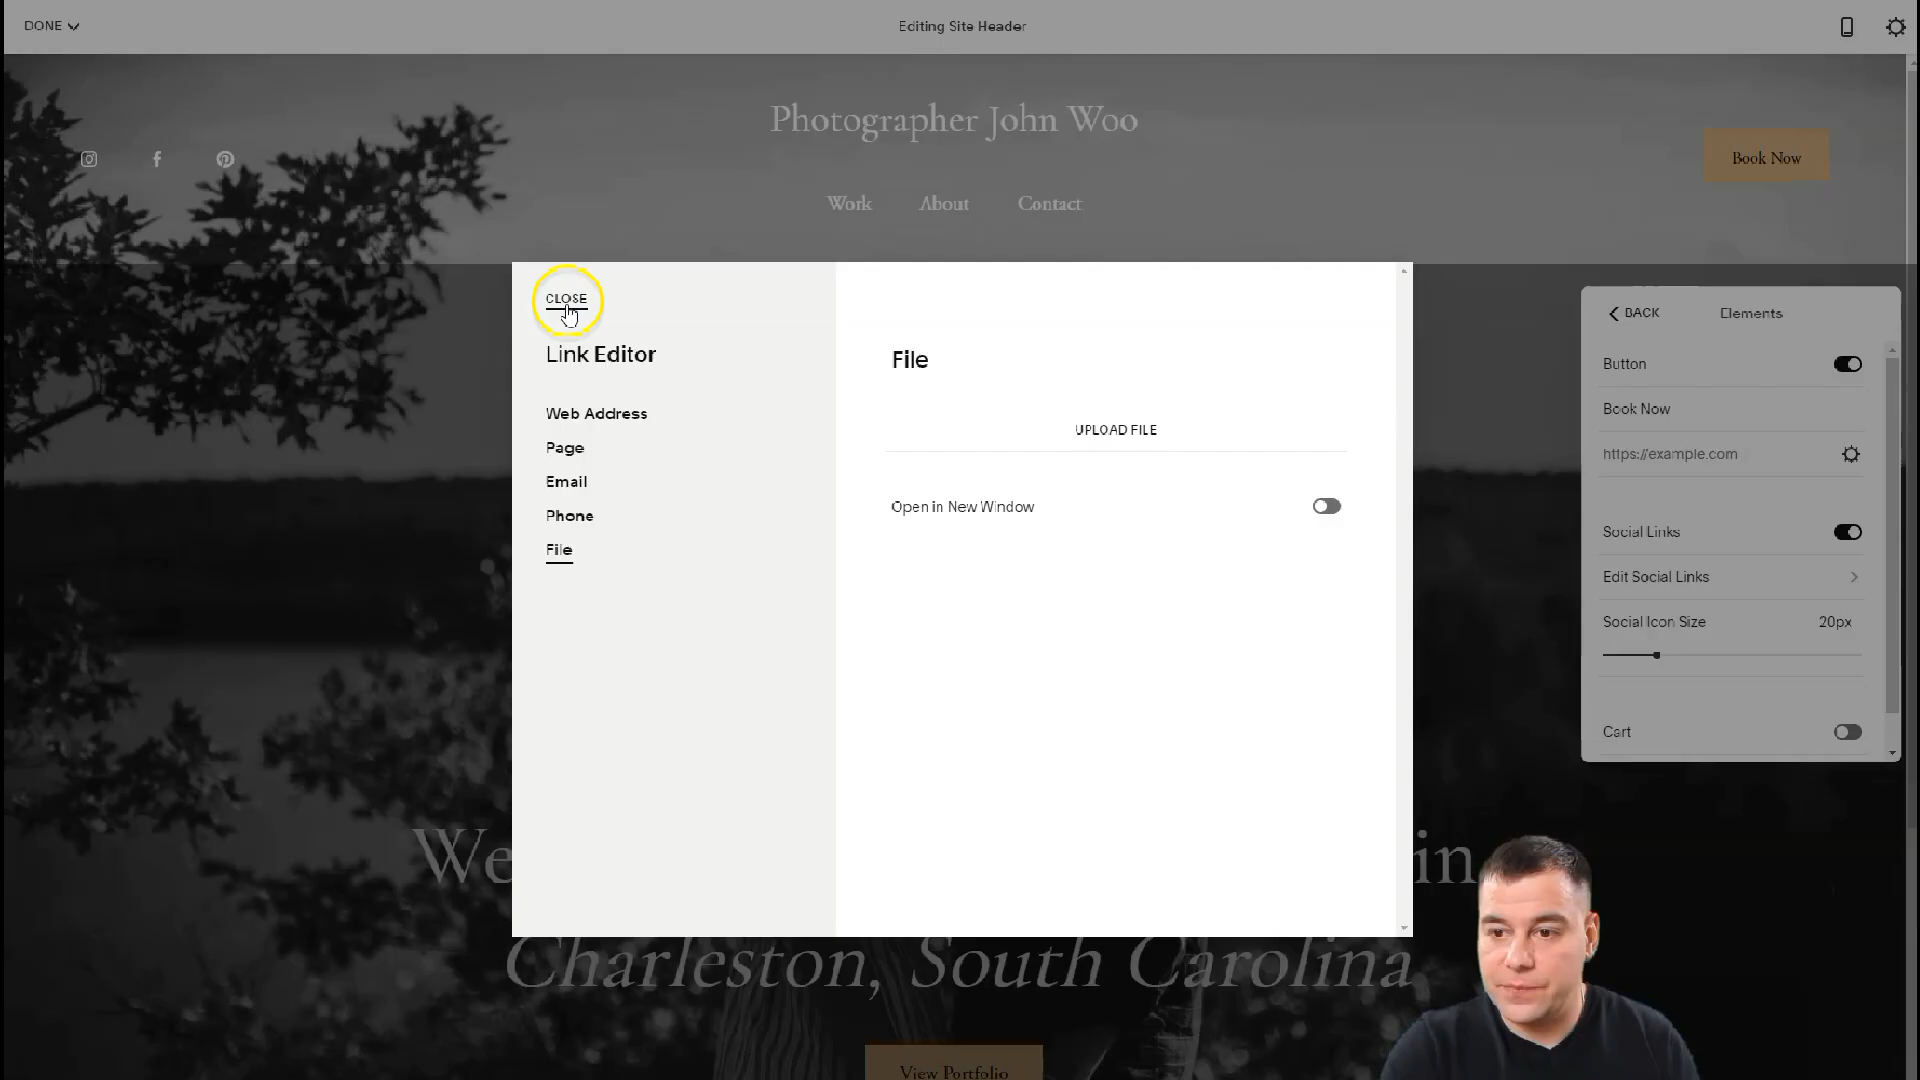 DONE
Editing Site Header
Photographer John Woo
Book Now
Work About Contact
CLOSE
Link Editor
Web Address
Page
Email
Phone
File
File
UPLOAD FILE
Open in New Window
BACK Elements
Button
Book Now
https://example.com
Social Links
Edit Social Links
Social Icon Size 20px
Cart
We in
Charleston, South Carolina
View Portfolio